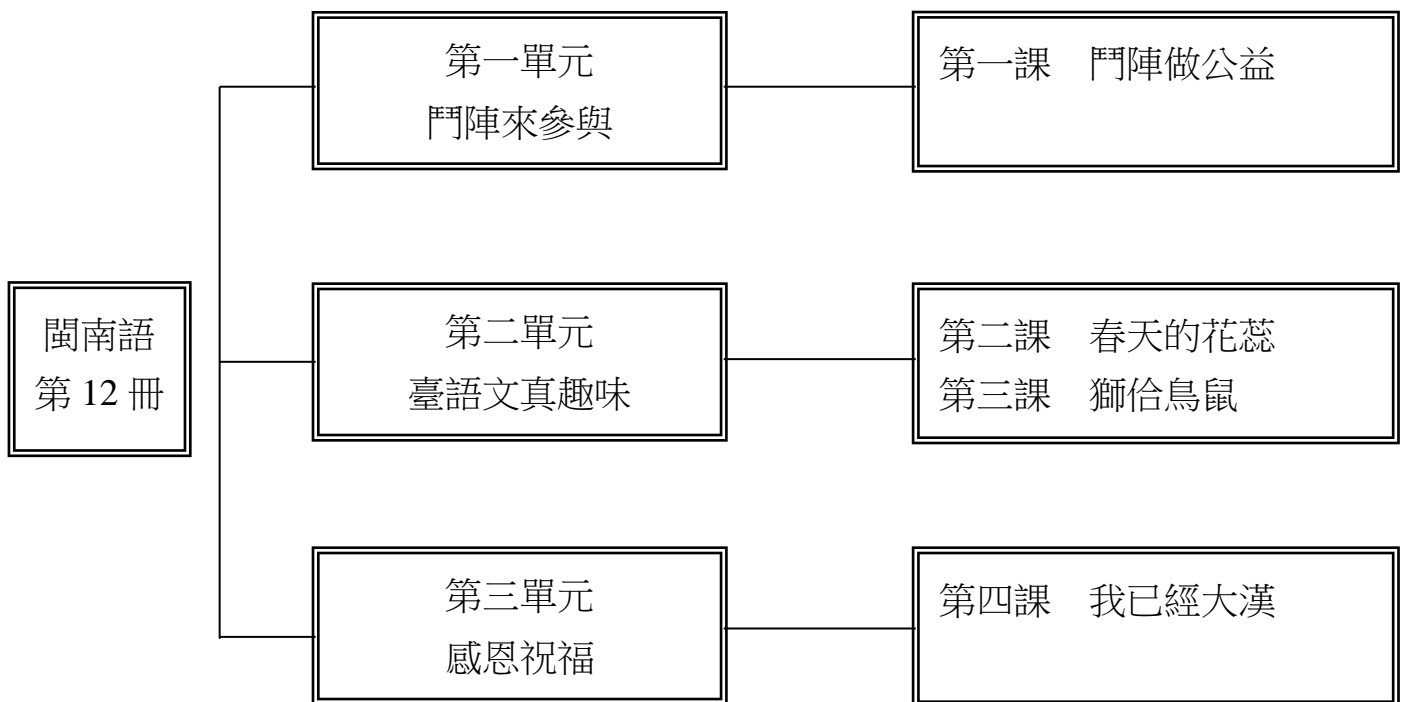 第一單元
鬥陣來參與
第一課 鬥陣做公益
閩南語
第 12 冊
第二單元
臺語文真趣味
第二課 春天的花蕊
第三課 獅佮鳥鼠
第三單元
感恩祝福
第四課 我已經大漢